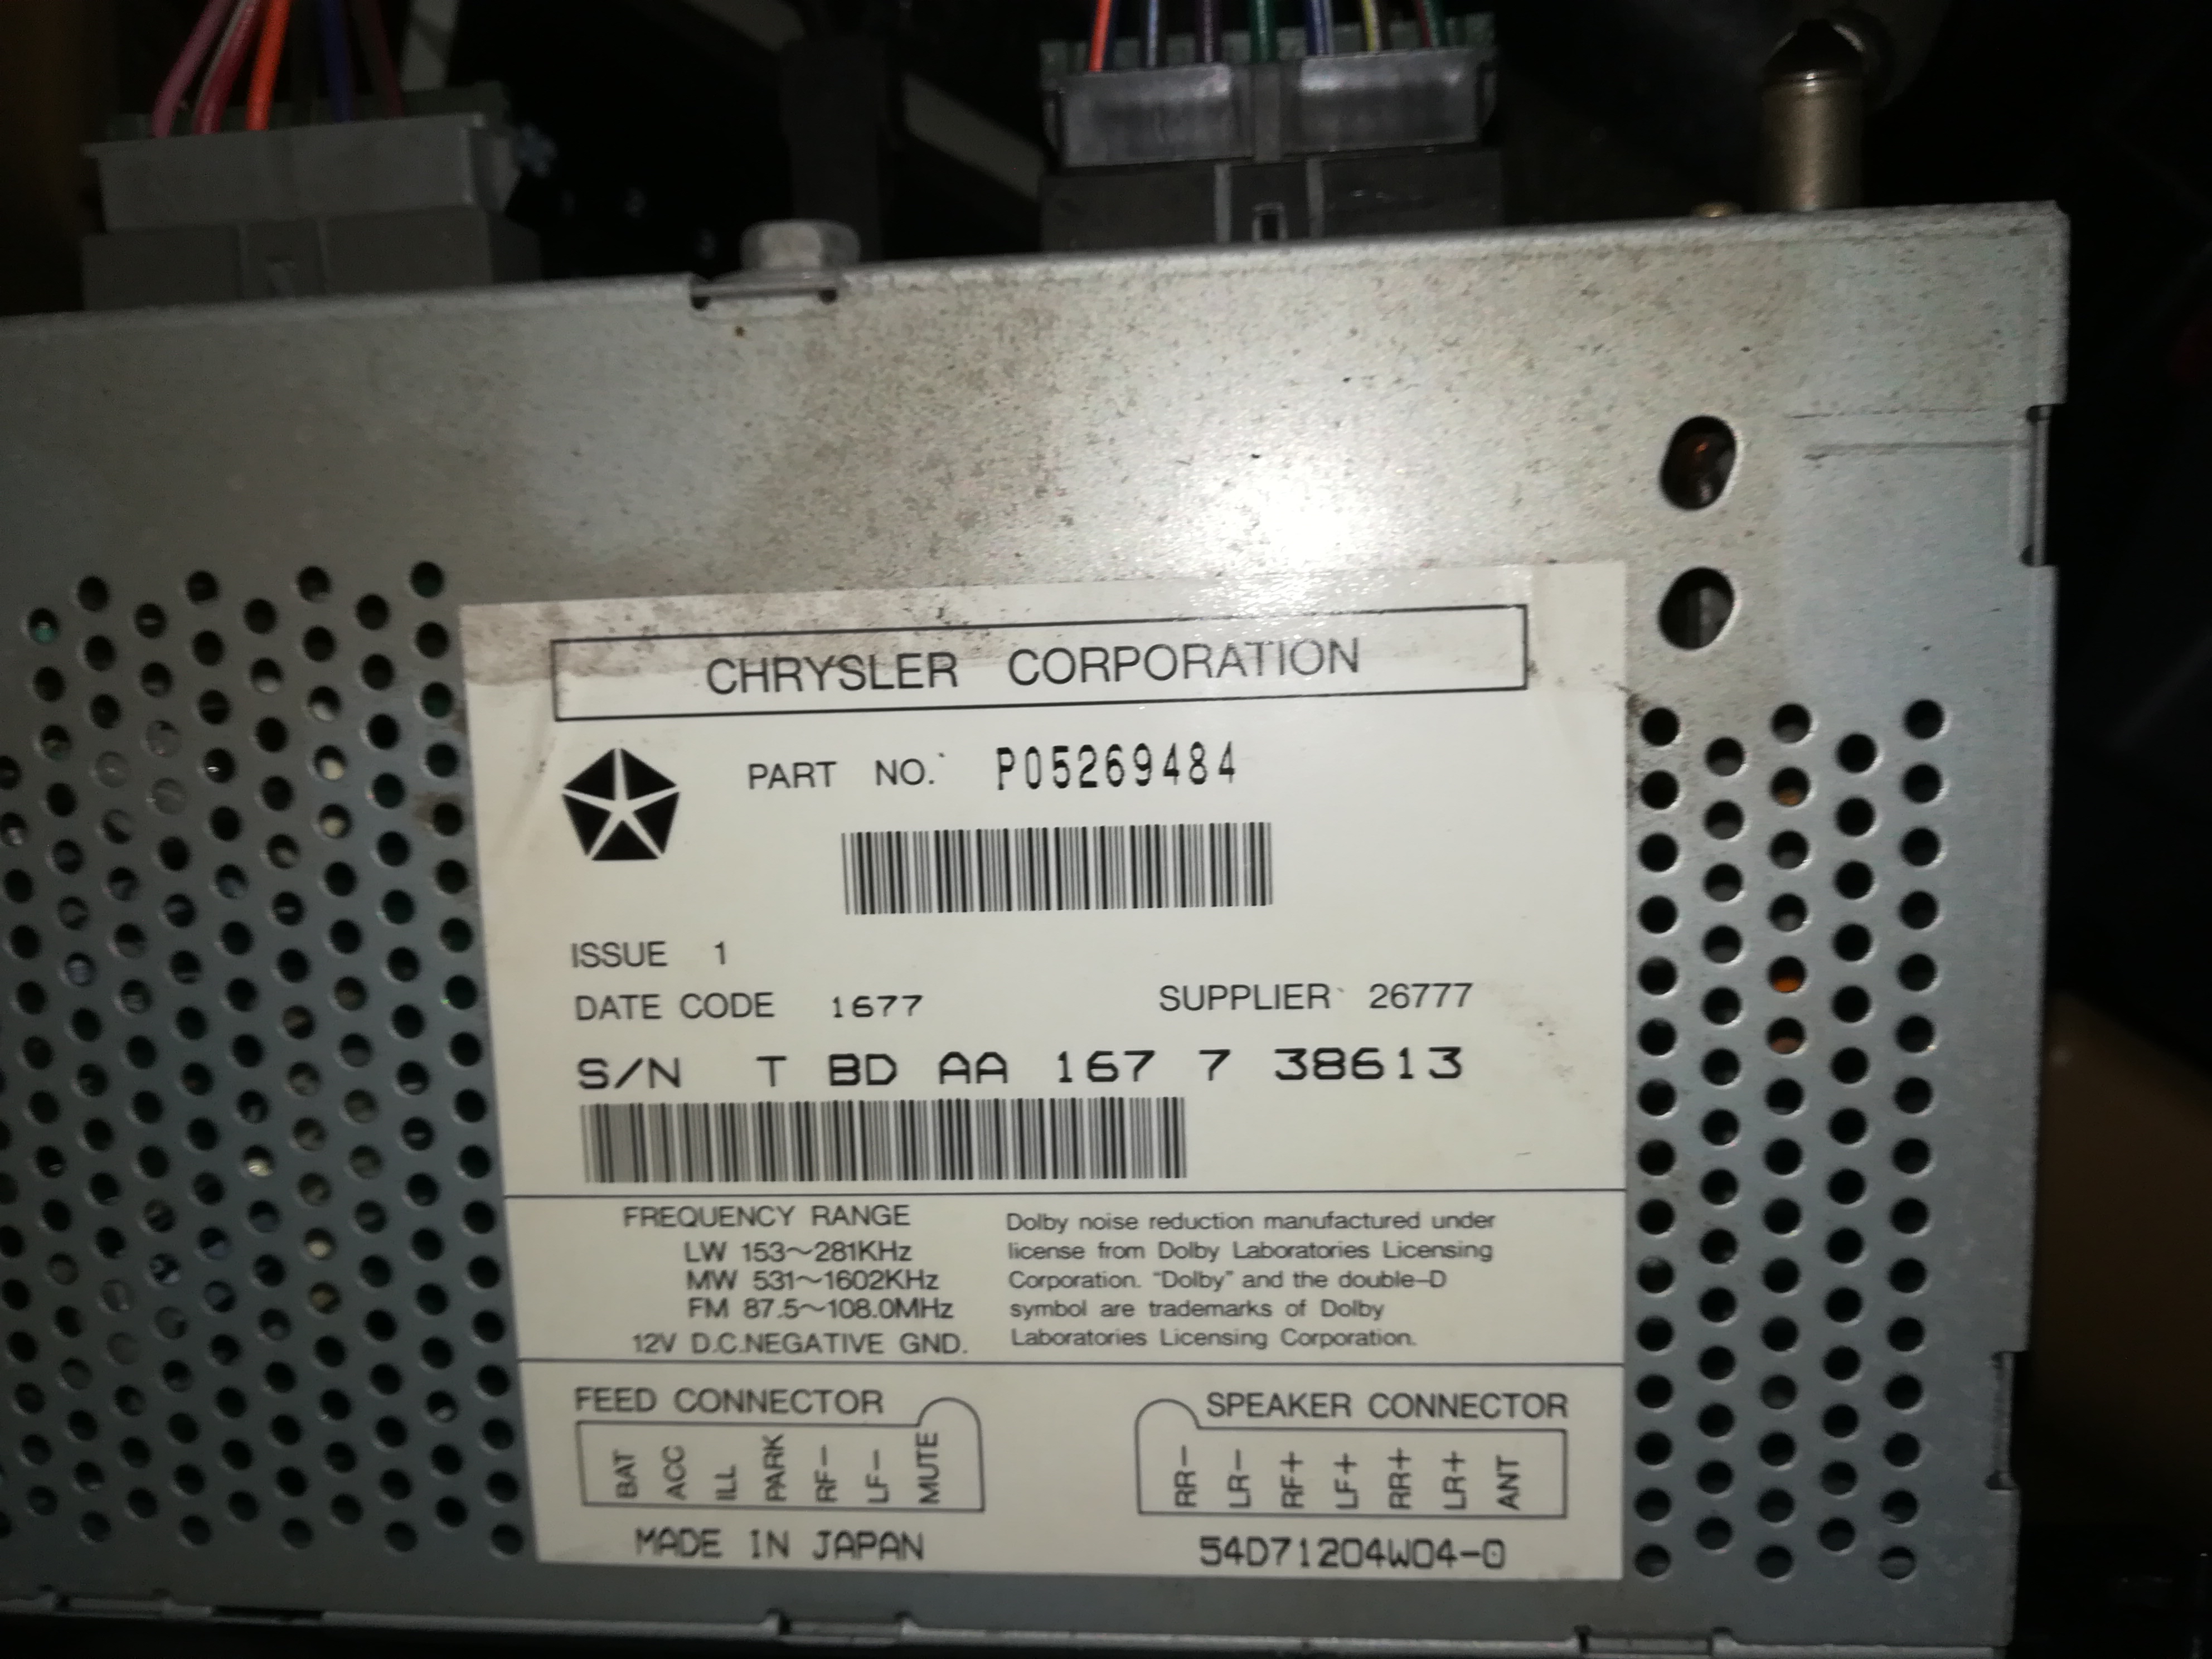 CHRYSLER CORPORATION
PART NO. P05269484
ISSUE 1
DATE CODE 1677
SUPPLIER 26777
S/N T BD AA 167 7 38613
FREQUENCY RANGE
LW 153~281KHz
MW 531~1602KHz
FM 87.5~108.0MHz
12V D.C.NEGATIVE GND.
Dolby noise reduction manufactured under
license from Dolby Laboratories Licensing
Corporation. "Dolby" and the double-D
symbol are trademarks of Dolby
Laboratories Licensing Corporation.
FEED CONNECTOR
BAT ACC ILL PARK RF- LF- MUTE
SPEAKER CONNECTOR
RR- LR- RF+ LF+ RR+ LR+ ANT
MADE IN JAPAN
54D71204W04-0